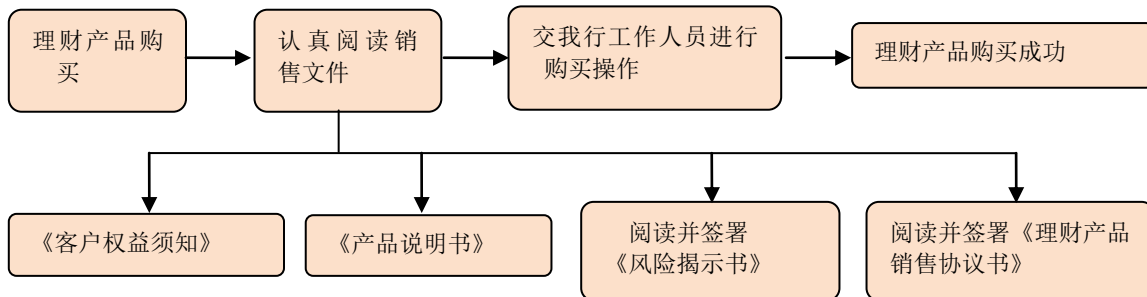 理财产品购
买
认真阅读销
售文件
交我行工作人员进行
购买操作
理财产品购买成功
《客户权益须知》
《产品说明书》
阅读并签署
《风险揭示书》
阅读并签署《理财产品
销售协议书》